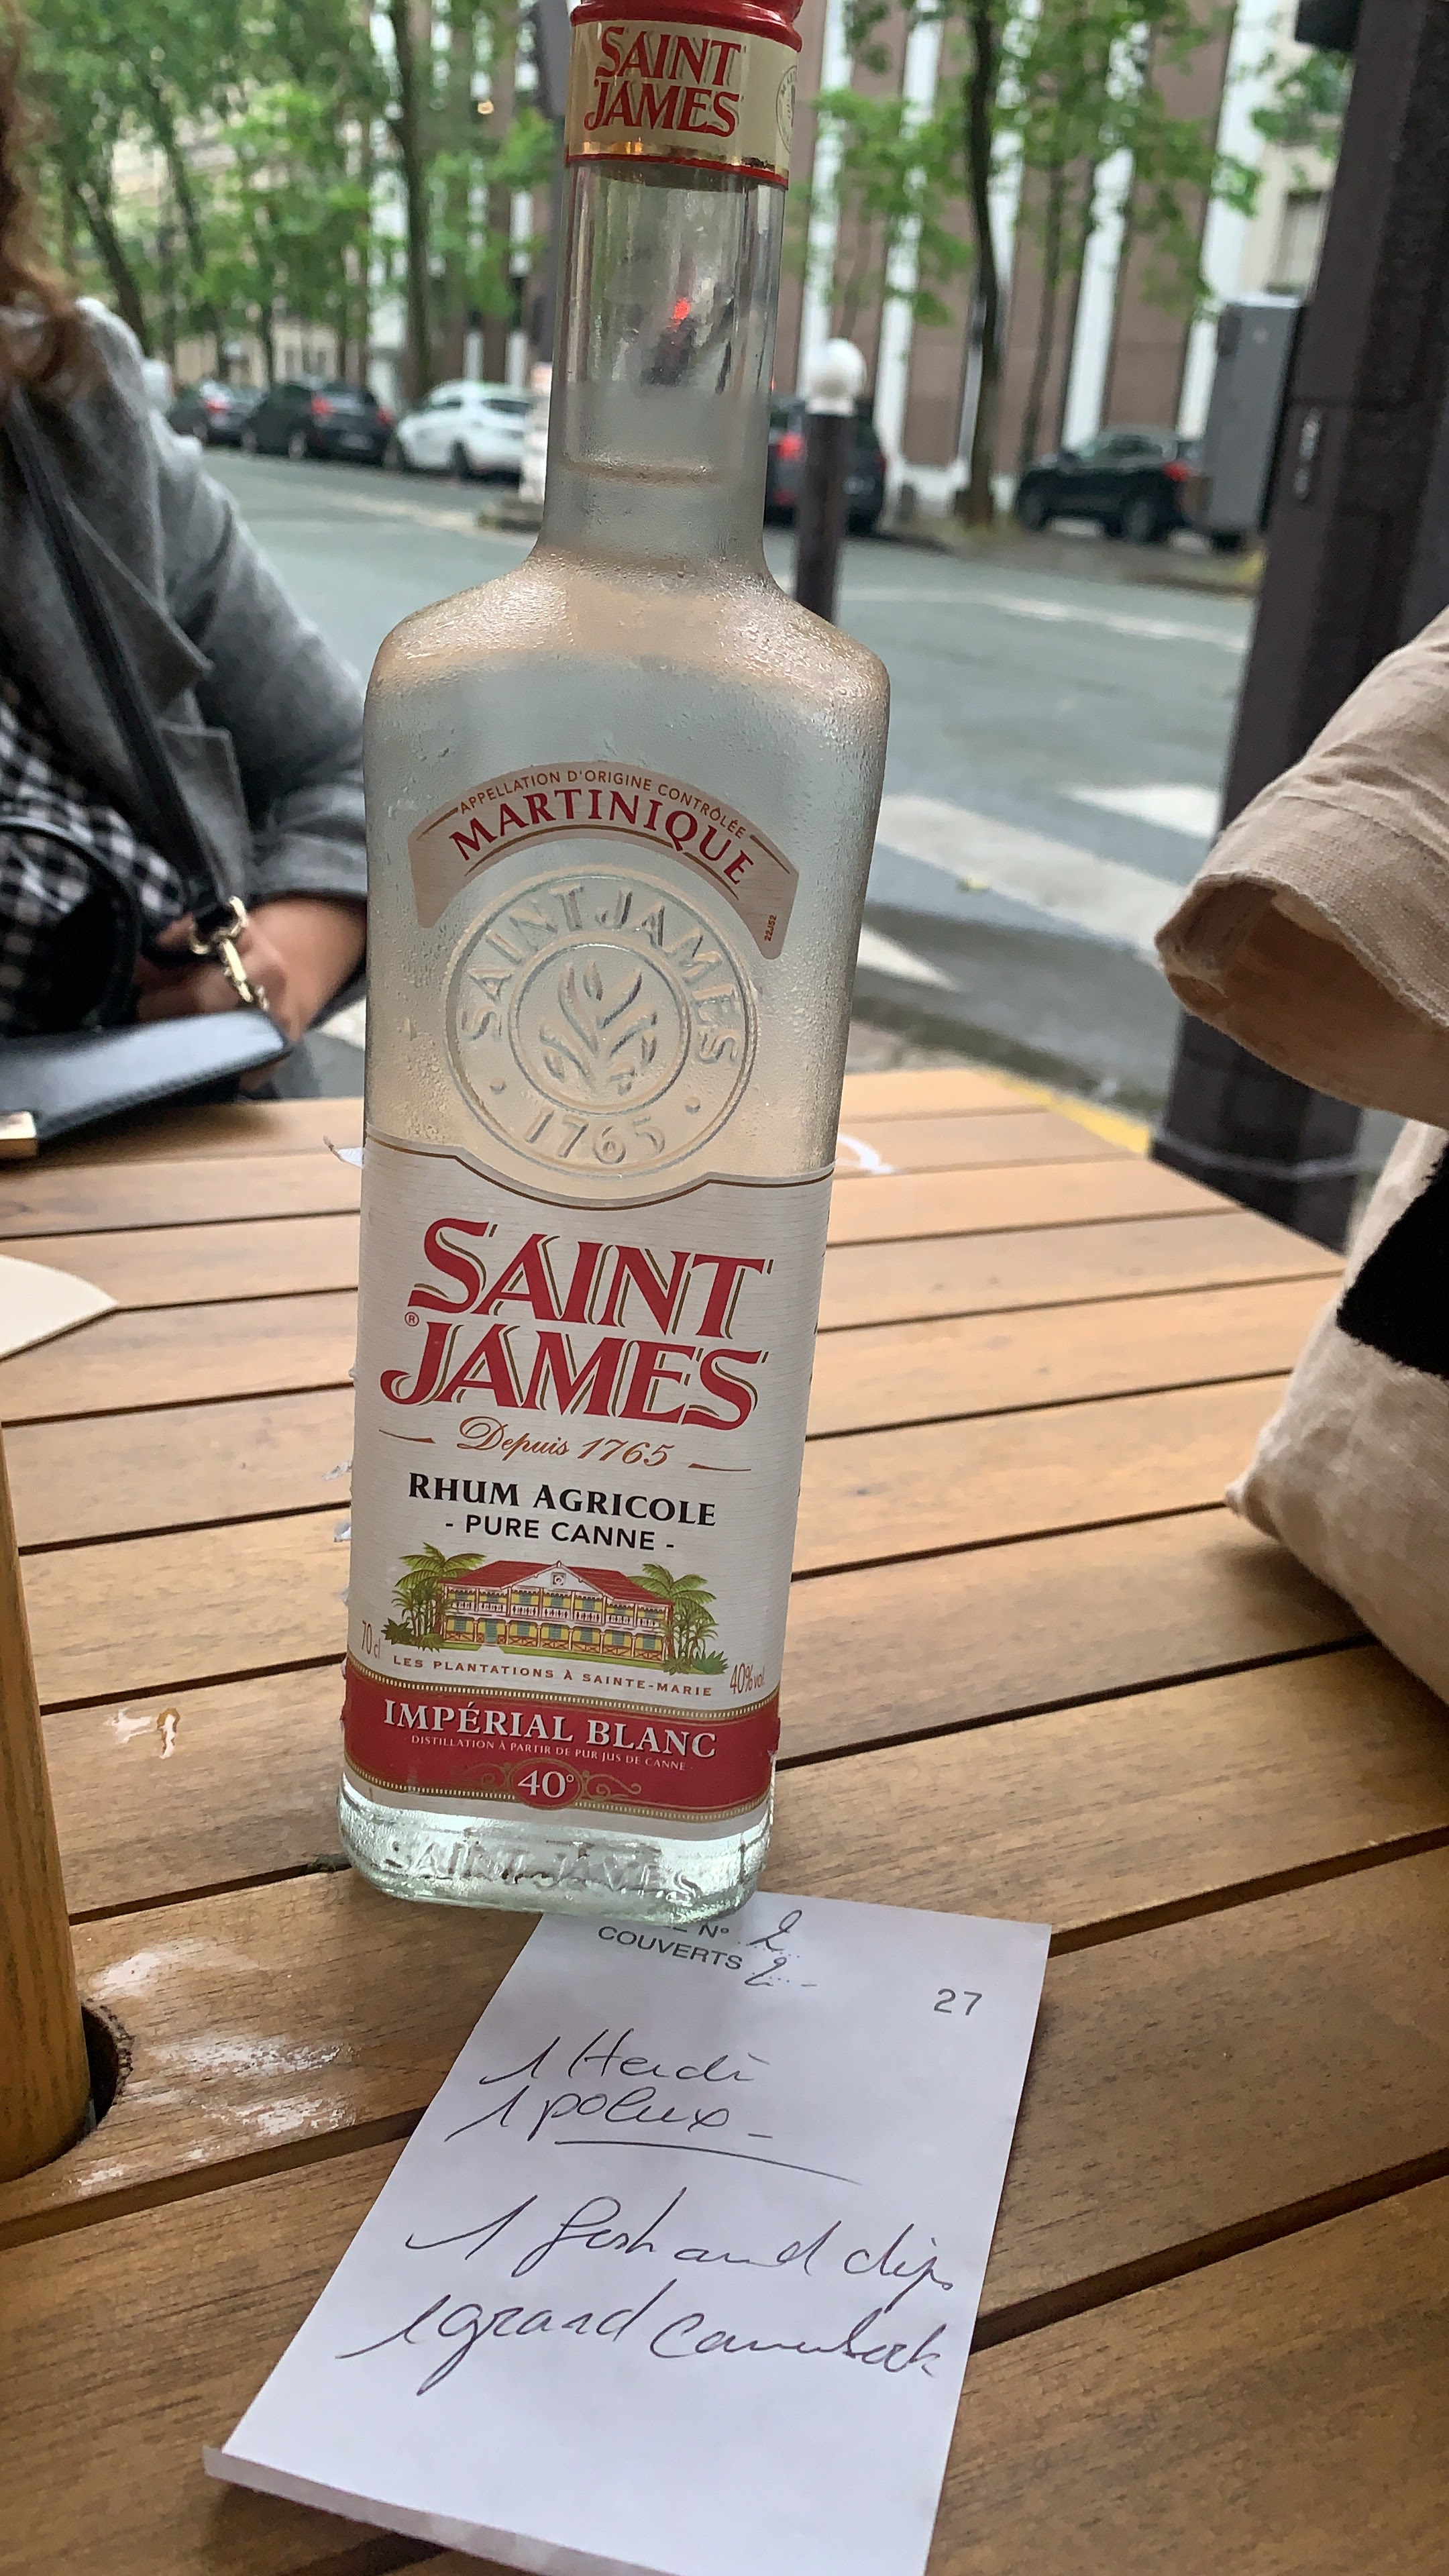 SAINT
JAMES
APPELLATION D'ORIGINE CONTRÔLÉE
MARTINIQUE
SAINT JAMES
1765
SAINT
JAMES
®
Depuis 1765
RHUM AGRICOLE
- PURE CANNE -
70 cl
LES PLANTATIONS À SAINTE-MARIE
40% vol.
IMPÉRIAL BLANC
DISTILLATION À PARTIR DE PUR JUS DE CANNE
40°
SAINT JAMES
N° 2
COUVERTS 2
27
1 Heidi
1 polux
1 fish and chips
1 grand